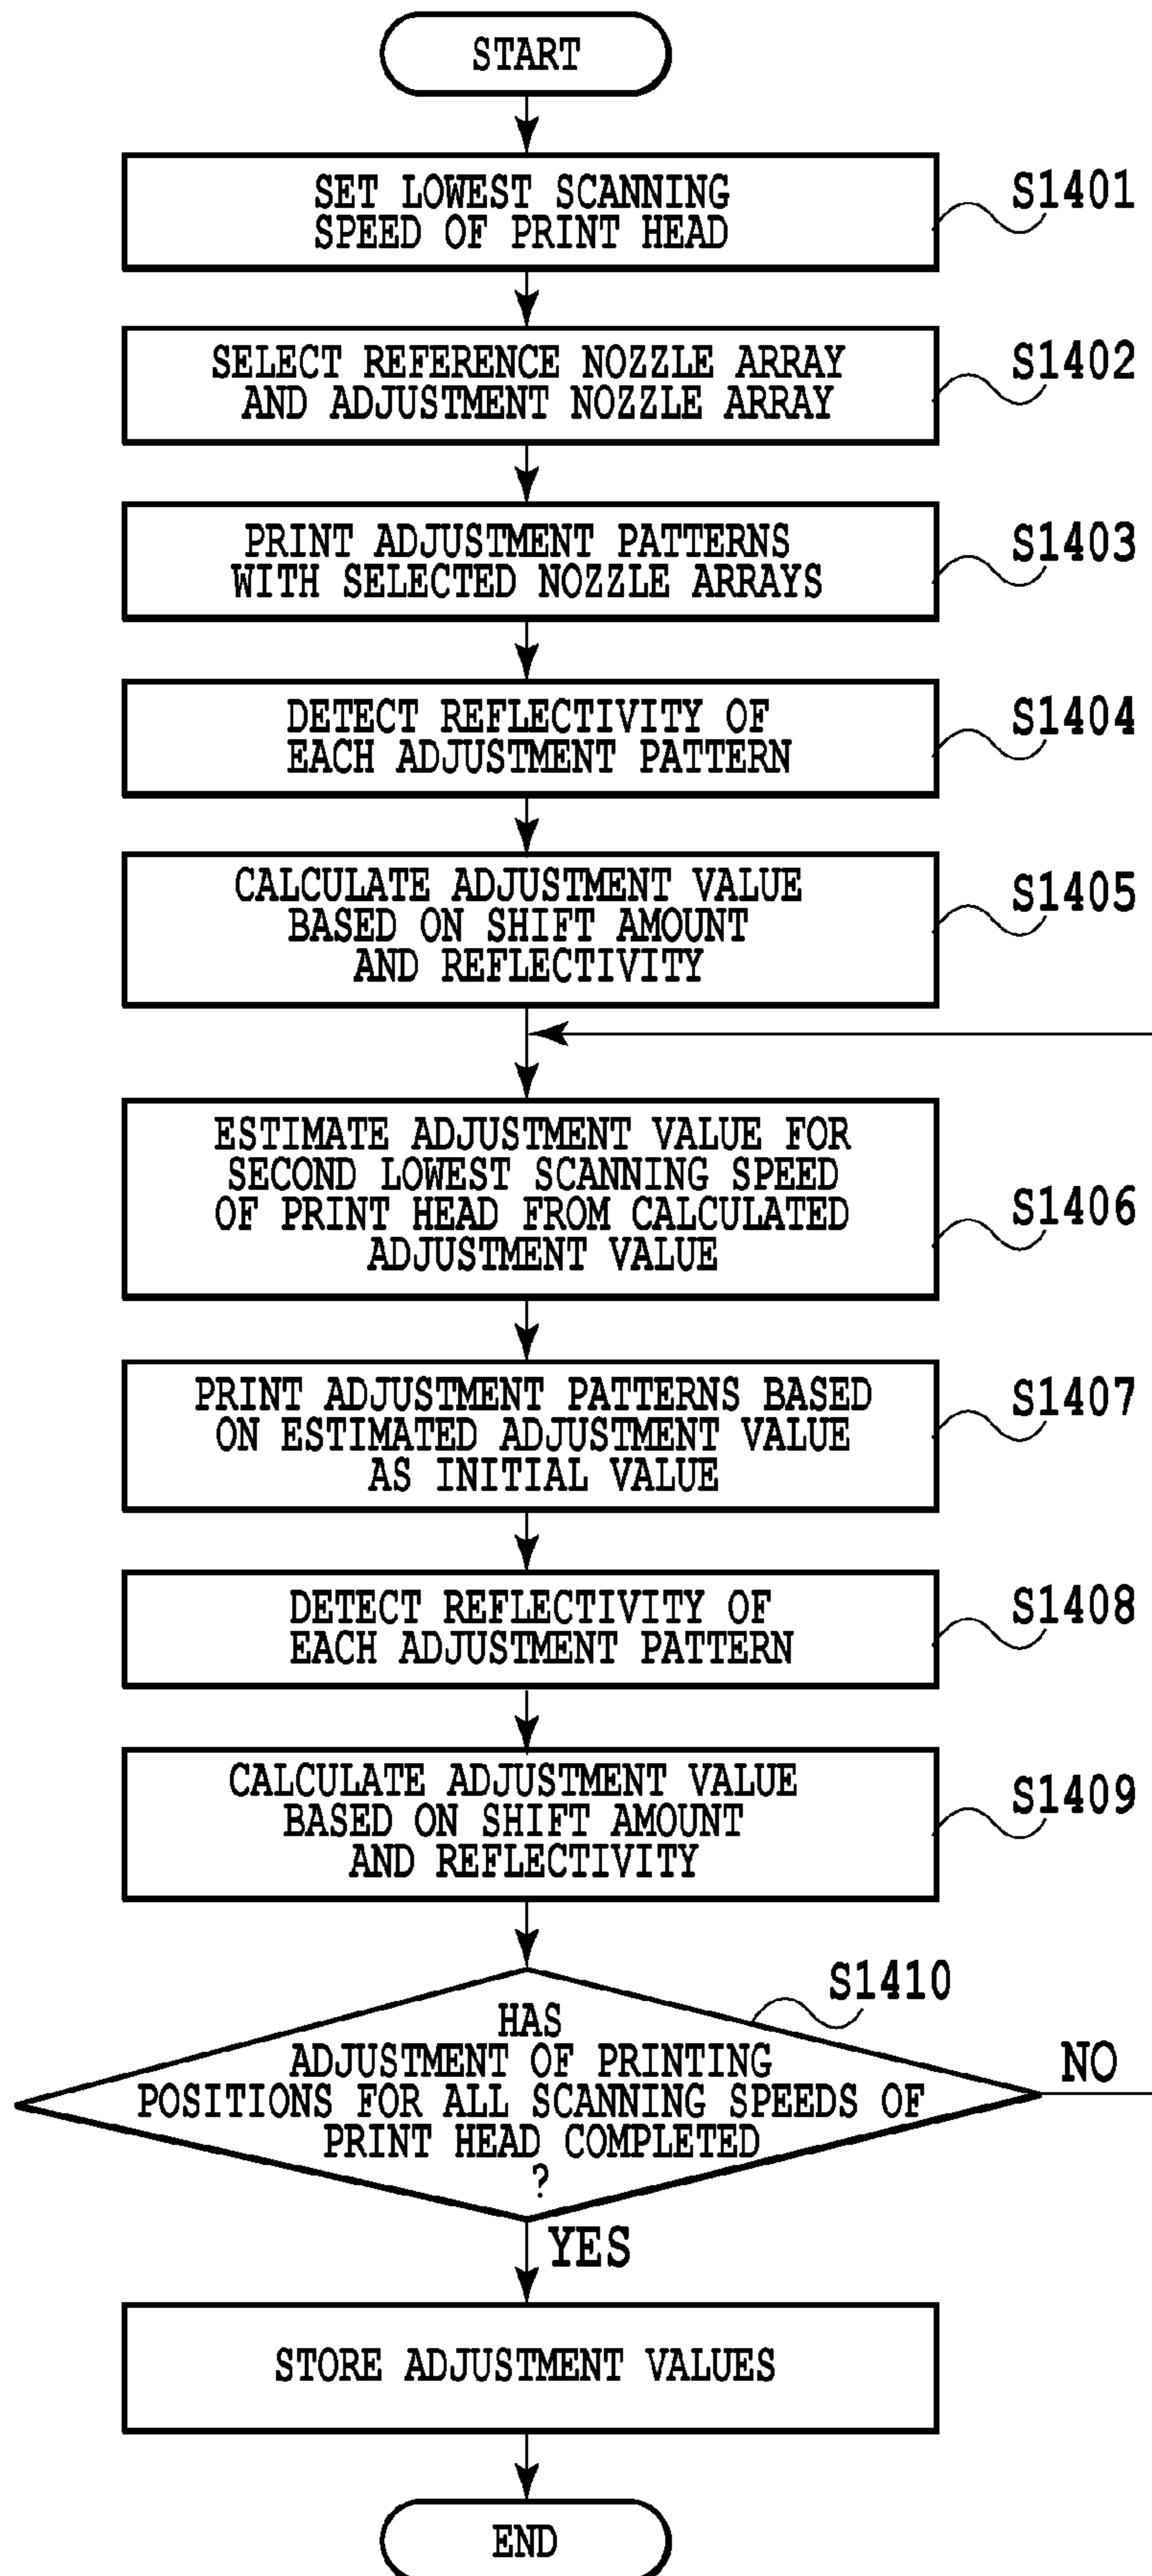 START
SET LOWEST SCANNING
SPEED OF PRINT HEAD
S1401
SELECT REFERENCE NOZZLE ARRAY
AND ADJUSTMENT NOZZLE ARRAY
S1402
PRINT ADJUSTMENT PATTERNS
WITH SELECTED NOZZLE ARRAYS
S1403
DETECT REFLECTIVITY OF
EACH ADJUSTMENT PATTERN
S1404
CALCULATE ADJUSTMENT VALUE
BASED ON SHIFT AMOUNT
AND REFLECTIVITY
S1405
ESTIMATE ADJUSTMENT VALUE FOR
SECOND LOWEST SCANNING SPEED
OF PRINT HEAD FROM CALCULATED
ADJUSTMENT VALUE
S1406
PRINT ADJUSTMENT PATTERNS BASED
ON ESTIMATED ADJUSTMENT VALUE
AS INITIAL VALUE
S1407
DETECT REFLECTIVITY OF
EACH ADJUSTMENT PATTERN
S1408
CALCULATE ADJUSTMENT VALUE
BASED ON SHIFT AMOUNT
AND REFLECTIVITY
S1409
S1410
HAS
ADJUSTMENT OF PRINTING
POSITIONS FOR ALL SCANNING SPEEDS OF
PRINT HEAD COMPLETED
?
NO
YES
STORE ADJUSTMENT VALUES
END